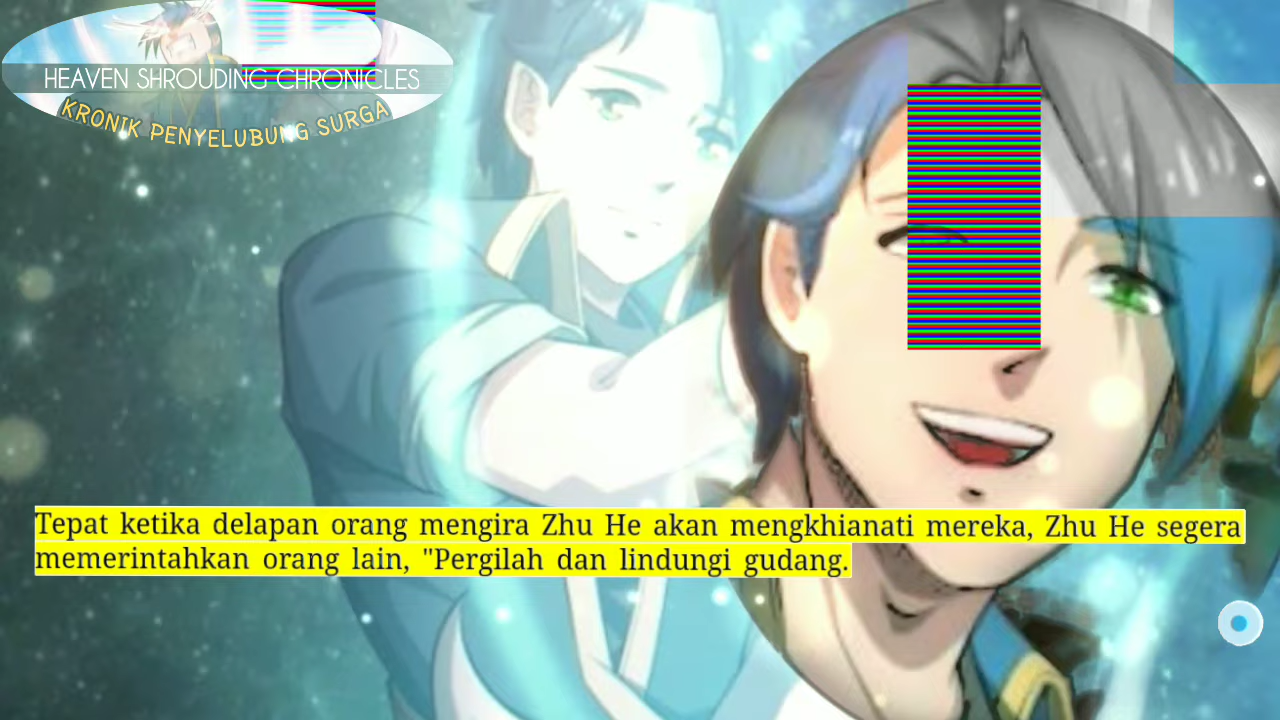 HEAVEN SHROUDING CHRONICLES
KRONIK PENYELUBUNG SURGA
Tepat ketika delapan orang mengira Zhu He akan mengkhianati mereka, Zhu He segera
memerintahkan orang lain, "Pergilah dan lindungi gudang.